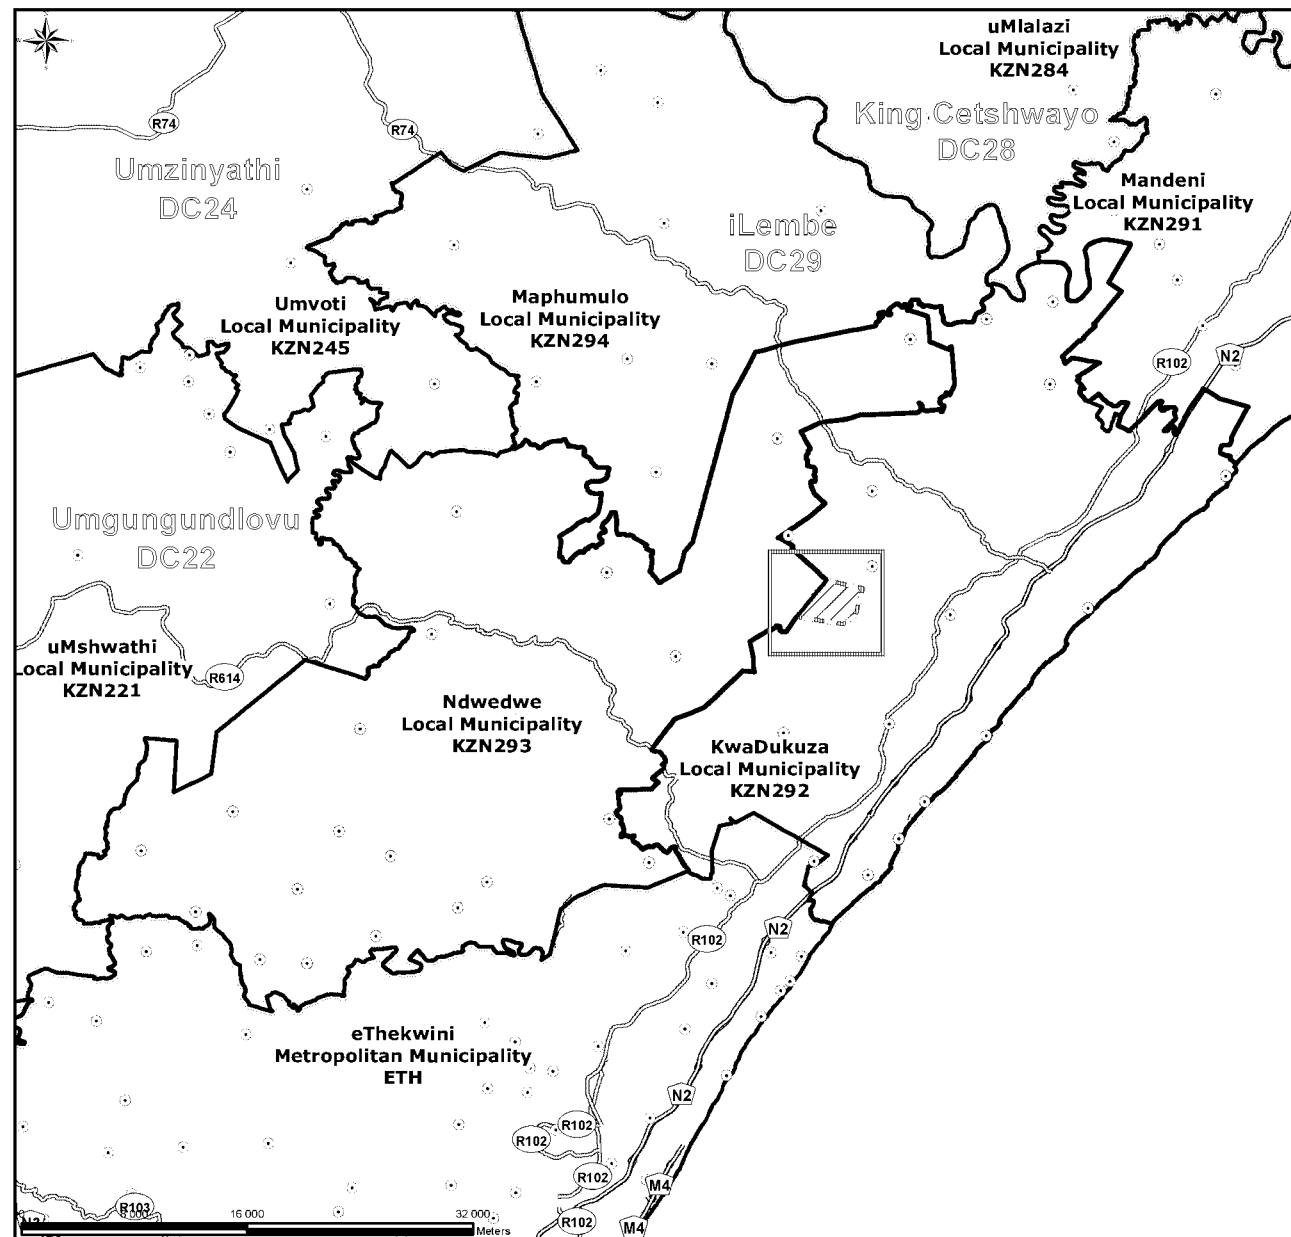 uMlalazi
Local Municipality
KZN284
King Cetshwayo
DC28
R74
R74
Umzinyathi
DC24
Mandeni
Local Municipality
KZN291
iLembe
DC29
Umvoti
Local Municipality
KZN245
Maphumulo
Local Municipality
KZN294
R102
N2
Umgungundlovu
DC22
uMshwathi
Local Municipality
KZN221
R614
Ndwedwe
Local Municipality
KZN293
KwaDukuza
Local Municipality
KZN292
R102
N2
eThekwini
Metropolitan Municipality
ETH
N2
R102
R102
R102
M4
R103
R102
M4
16 000
32 000
Meters